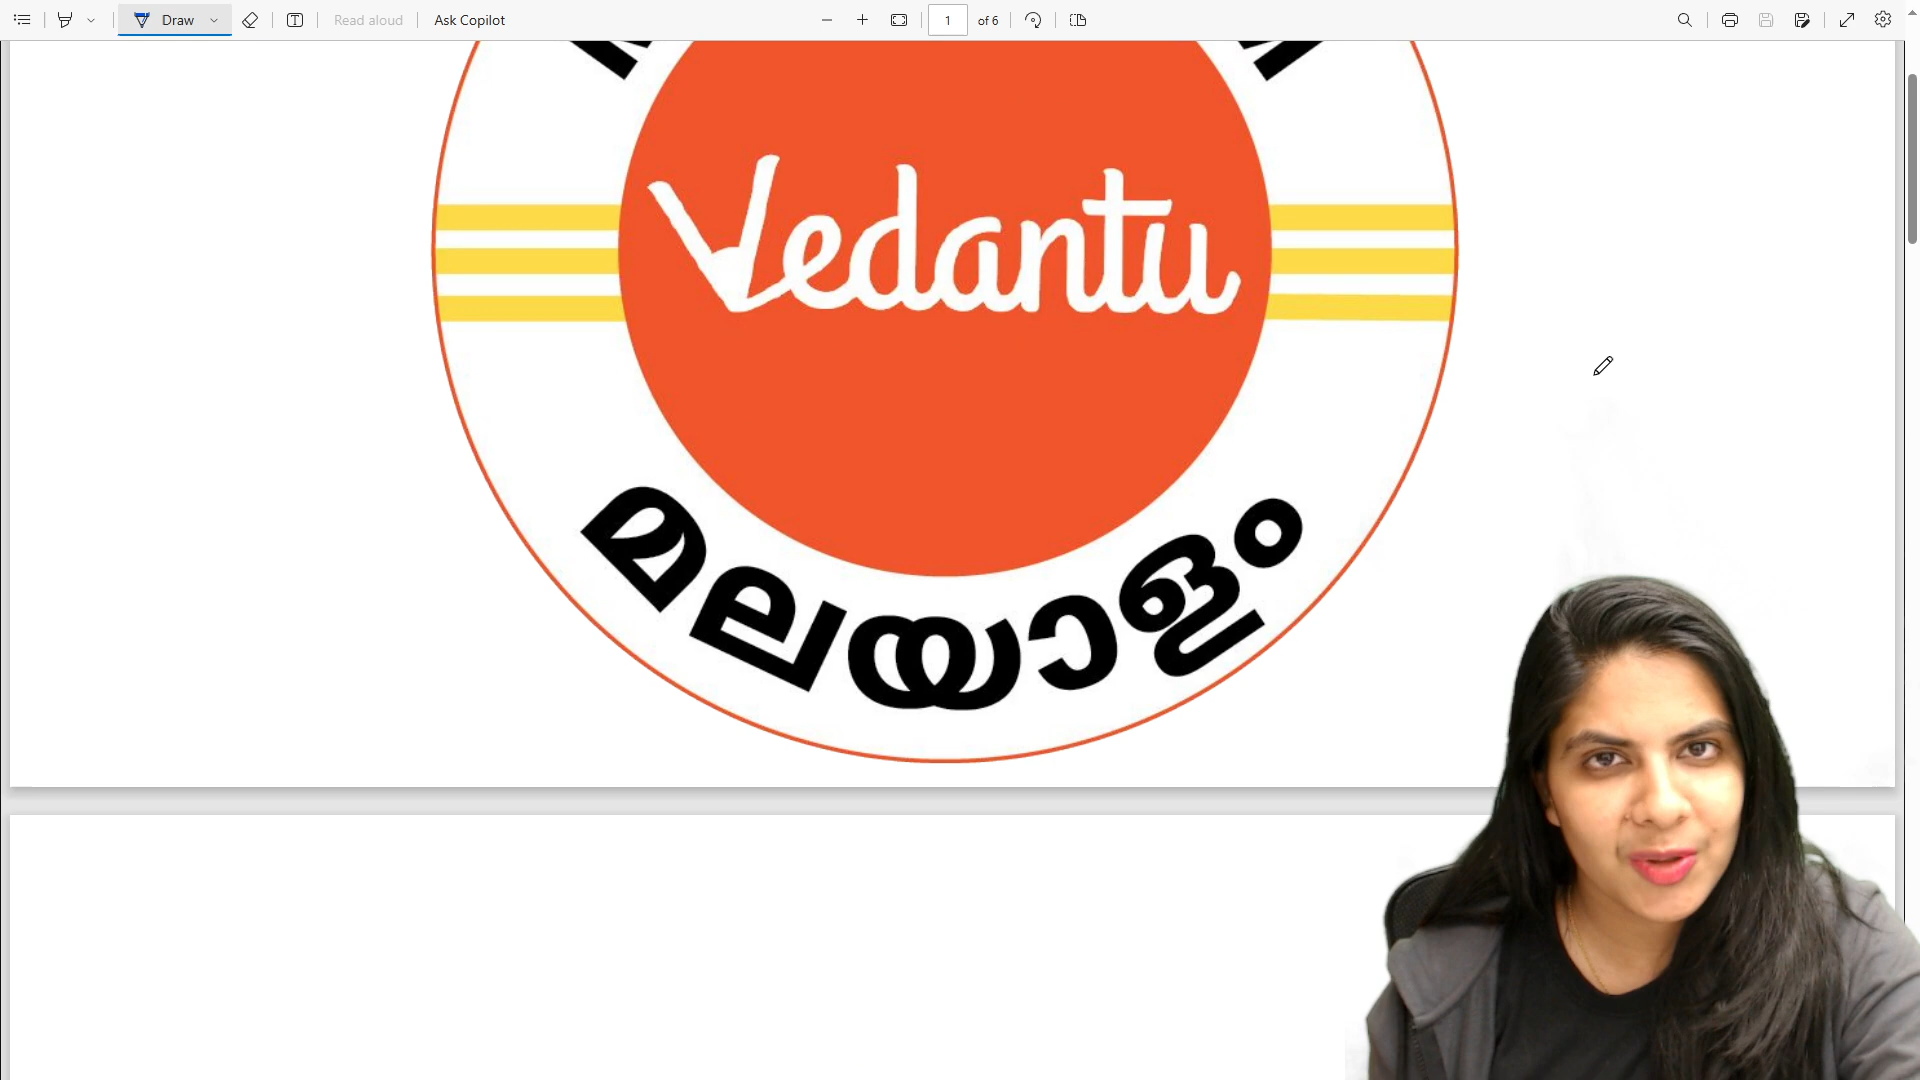 Draw
Read aloud
Ask Copilot
1
of 6
Vedantu
മലയാളം